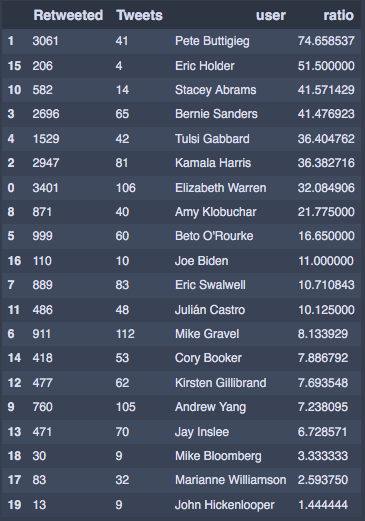 Retweeted Tweets user ratio
1 3061 41 Pete Buttigieg 74.658537
15 206 4 Eric Holder 51.500000
10 582 14 Stacey Abrams 41.571429
3 2696 65 Bernie Sanders 41.476923
4 1529 42 Tulsi Gabbard 36.404762
2 2947 81 Kamala Harris 36.382716
0 3401 106 Elizabeth Warren 32.084906
8 871 40 Amy Klobuchar 21.775000
5 999 60 Beto O'Rourke 16.650000
16 110 10 Joe Biden 11.000000
7 889 83 Eric Swalwell 10.710843
11 486 48 Julián Castro 10.125000
6 911 112 Mike Gravel 8.133929
14 418 53 Cory Booker 7.886792
12 477 62 Kirsten Gillibrand 7.693548
9 760 105 Andrew Yang 7.238095
13 471 70 Jay Inslee 6.728571
18 30 9 Mike Bloomberg 3.333333
17 83 32 Marianne Williamson 2.593750
19 13 9 John Hickenlooper 1.444444